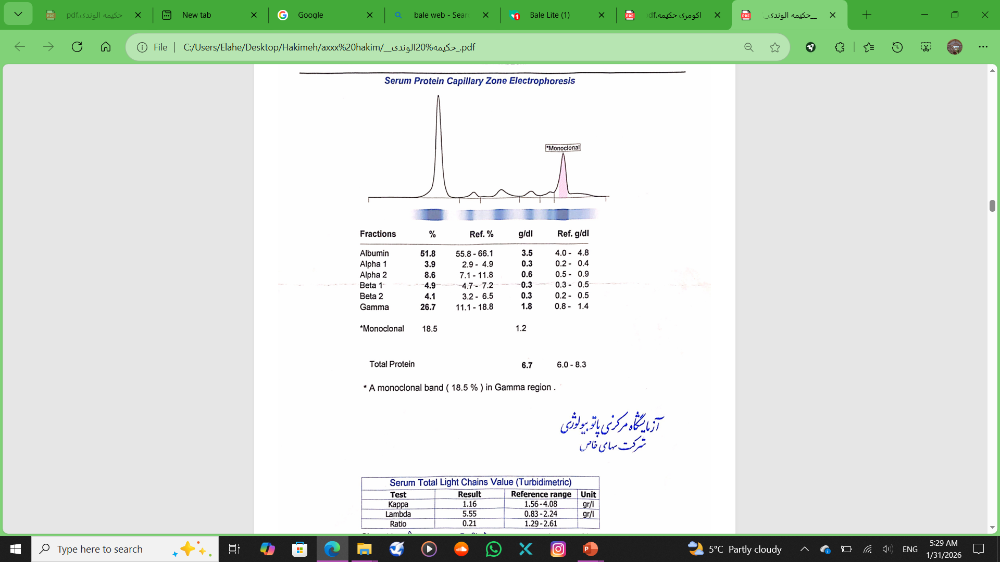 حکیمه الوندی.pdf
New tab
Google
bale web - Sear
Bale Lite (1)
اکومری حکیمه.pdf
__حکیمه الوندی_
File
C:/Users/Elahe/Desktop/Hakimeh/axxx%20hakim/__حکیمه%20الوندی_.pdf
Serum Protein Capillary Zone Electrophoresis
*Monoclonal
Fractions % Ref. % g/dl Ref. g/dl
Albumin 51.8 55.8 - 66.1 3.5 4.0 - 4.8
Alpha 1 3.9 2.9 - 4.9 0.3 0.2 - 0.4
Alpha 2 8.6 7.1 - 11.8 0.6 0.5 - 0.9
Beta 1 4.9 4.7 - 7.2 0.3 0.3 - 0.5
Beta 2 4.1 3.2 - 6.5 0.3 0.2 - 0.5
Gamma 26.7 11.1 - 18.8 1.8 0.8 - 1.4
*Monoclonal 18.5 1.2
Total Protein 6.7 6.0 - 8.3
* A monoclonal band ( 18.5 % ) in Gamma region .
آزمایشگاه مرکزی پاتوبیولوژی
شرکت سهامی خاص
Serum Total Light Chains Value (Turbidimetric)
Test Result Reference range Unit
Kappa 1.16 1.56-4.08 gr/l
Lambda 5.55 0.83-2.24 gr/l
Ratio 0.21 1.29-2.61
Type here to search
5°C Partly cloudy
ENG
5:29 AM
1/31/2026